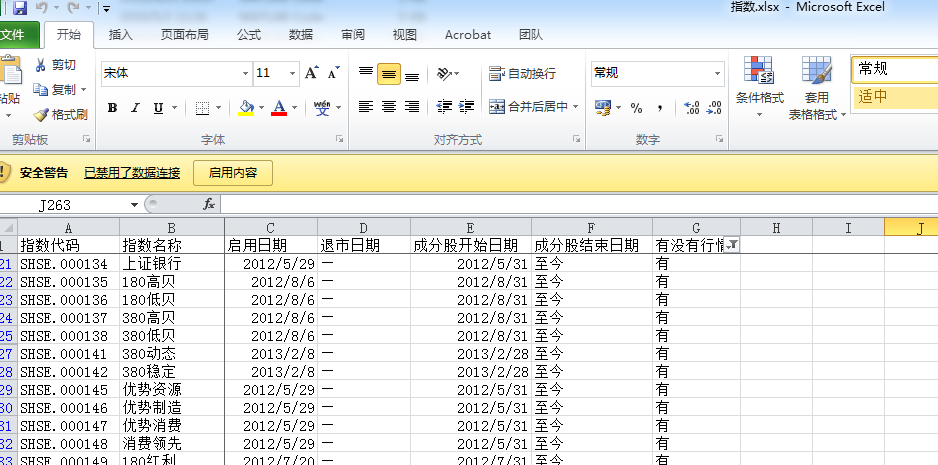 指数.xlsx - Microsoft Excel
文件 开始 插入 页面布局 公式 数据 审阅 视图 Acrobat 团队
剪切 宋体 11 A A 自动换行 常规 常规
粘贴 复制 B I U A wén 文 合并后居中 % , .0 .00 .00 .0 条件格式 套用 适中
格式刷 表格格式
剪贴板 字体 对齐方式 数字
! 安全警告 已禁用了数据连接 启用内容
J263 fx
A B C D E F G H I J
1 指数代码 指数名称 启用日期 退市日期 成分股开始日期 成分股结束日期 有没有行情
21 SHSE.000134 上证银行 2012/5/29 — 2012/5/31 至今 有
22 SHSE.000135 180高贝 2012/8/6 — 2012/8/31 至今 有
23 SHSE.000136 180低贝 2012/8/6 — 2012/8/31 至今 有
24 SHSE.000137 380高贝 2012/8/6 — 2012/8/31 至今 有
25 SHSE.000138 380低贝 2012/8/6 — 2012/8/31 至今 有
27 SHSE.000141 380动态 2013/2/8 — 2013/2/28 至今 有
28 SHSE.000142 380稳定 2013/2/8 — 2013/2/28 至今 有
29 SHSE.000145 优势资源 2012/5/29 — 2012/5/31 至今 有
30 SHSE.000146 优势制造 2012/5/29 — 2012/5/31 至今 有
31 SHSE.000147 优势消费 2012/5/29 — 2012/5/31 至今 有
32 SHSE.000148 消费领先 2012/5/29 — 2012/5/31 至今 有
33 SHSE.000149 180红利 2012/7/20 — 2012/7/31 至今 有